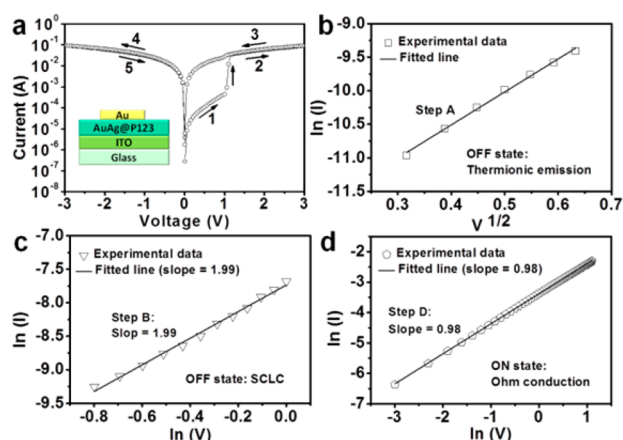 a
10⁰
10⁻¹
10⁻²
10⁻³
10⁻⁴
10⁻⁵
10⁻⁶
10⁻⁷
10⁻⁸
Current (A)
4
3
5
2
1
Au
AuAg@P123
ITO
Glass
-3 -2 -1 0 1 2 3
Voltage (V)
b
-9.0
-9.5
-10.0
-10.5
-11.0
-11.5
ln (I)
Experimental data
Fitted line
Step A
OFF state:
Thermionic emission
0.3 0.4 0.5 0.6 0.7
V 1/2
c
-7.0
-7.5
-8.0
-8.5
-9.0
-9.5
ln (I)
Experimental data
Fitted line (slope = 1.99)
Step B:
Slop = 1.99
OFF state: SCLC
-0.8 -0.6 -0.4 -0.2 0.0
ln (V)
d
-2
-3
-4
-5
-6
-7
ln (I)
Experimental data
Fitted line (slope = 0.98)
Step D:
Slope = 0.98
ON state:
Ohm conduction
-3 -2 -1 0 1
ln (V)